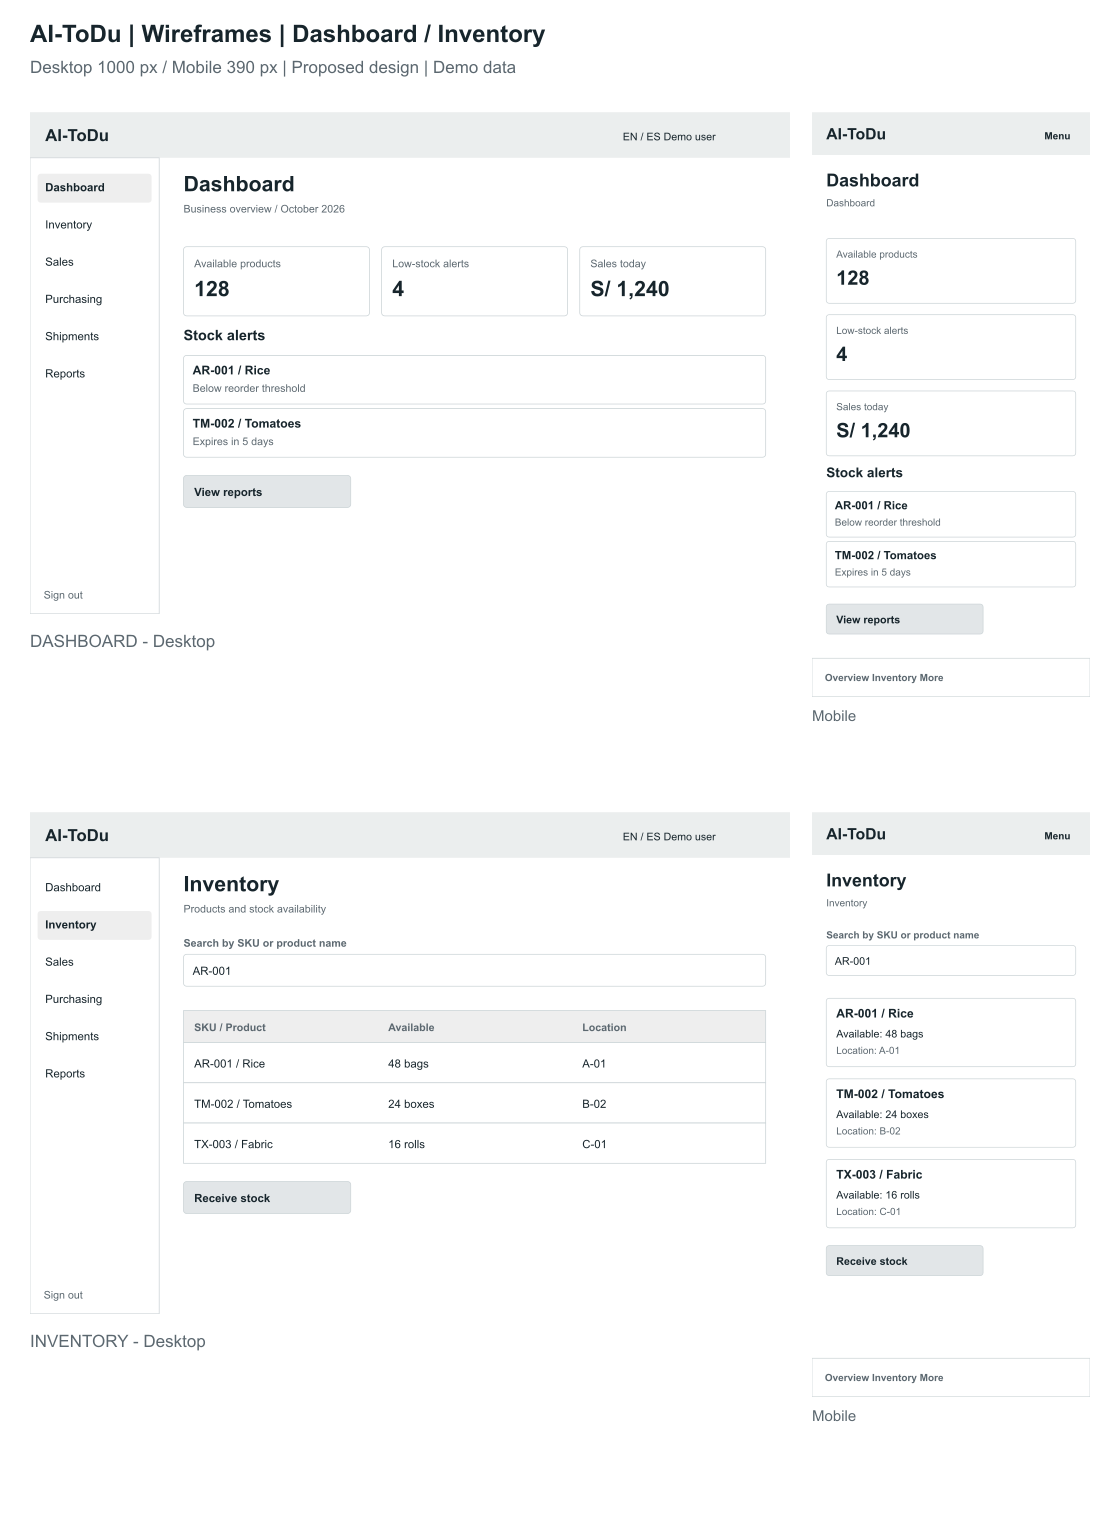 AI-ToDu | Wireframes | Dashboard / Inventory
Desktop 1000 px / Mobile 390 px | Proposed design | Demo data
AI-ToDu
EN / ES Demo user
Dashboard
Inventory
Sales
Purchasing
Shipments
Reports
Sign out
Dashboard
Business overview / October 2026
Available products
128
Low-stock alerts
4
Sales today
S/ 1,240
Stock alerts
AR-001 / Rice
Below reorder threshold
TM-002 / Tomatoes
Expires in 5 days
View reports
DASHBOARD - Desktop
AI-ToDu
Menu
Dashboard
Dashboard
Available products
128
Low-stock alerts
4
Sales today
S/ 1,240
Stock alerts
AR-001 / Rice
Below reorder threshold
TM-002 / Tomatoes
Expires in 5 days
View reports
Overview Inventory More
Mobile
AI-ToDu
EN / ES Demo user
Dashboard
Inventory
Sales
Purchasing
Shipments
Reports
Sign out
Inventory
Products and stock availability
Search by SKU or product name
AR-001
SKU / Product Available Location
AR-001 / Rice 48 bags A-01
TM-002 / Tomatoes 24 boxes B-02
TX-003 / Fabric 16 rolls C-01
Receive stock
INVENTORY - Desktop
AI-ToDu
Menu
Inventory
Inventory
Search by SKU or product name
AR-001
AR-001 / Rice
Available: 48 bags
Location: A-01
TM-002 / Tomatoes
Available: 24 boxes
Location: B-02
TX-003 / Fabric
Available: 16 rolls
Location: C-01
Receive stock
Overview Inventory More
Mobile